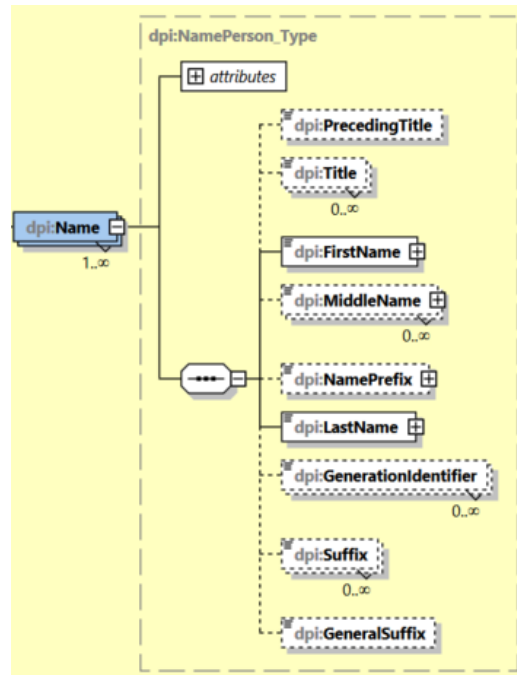 dpi:NamePerson_Type
attributes
dpi:PrecedingTitle
dpi:Title
0..∞
dpi:Name
1..∞
dpi:FirstName
dpi:MiddleName
0..∞
dpi:NamePrefix
dpi:LastName
dpi:GenerationIdentifier
0..∞
dpi:Suffix
0..∞
dpi:GeneralSuffix